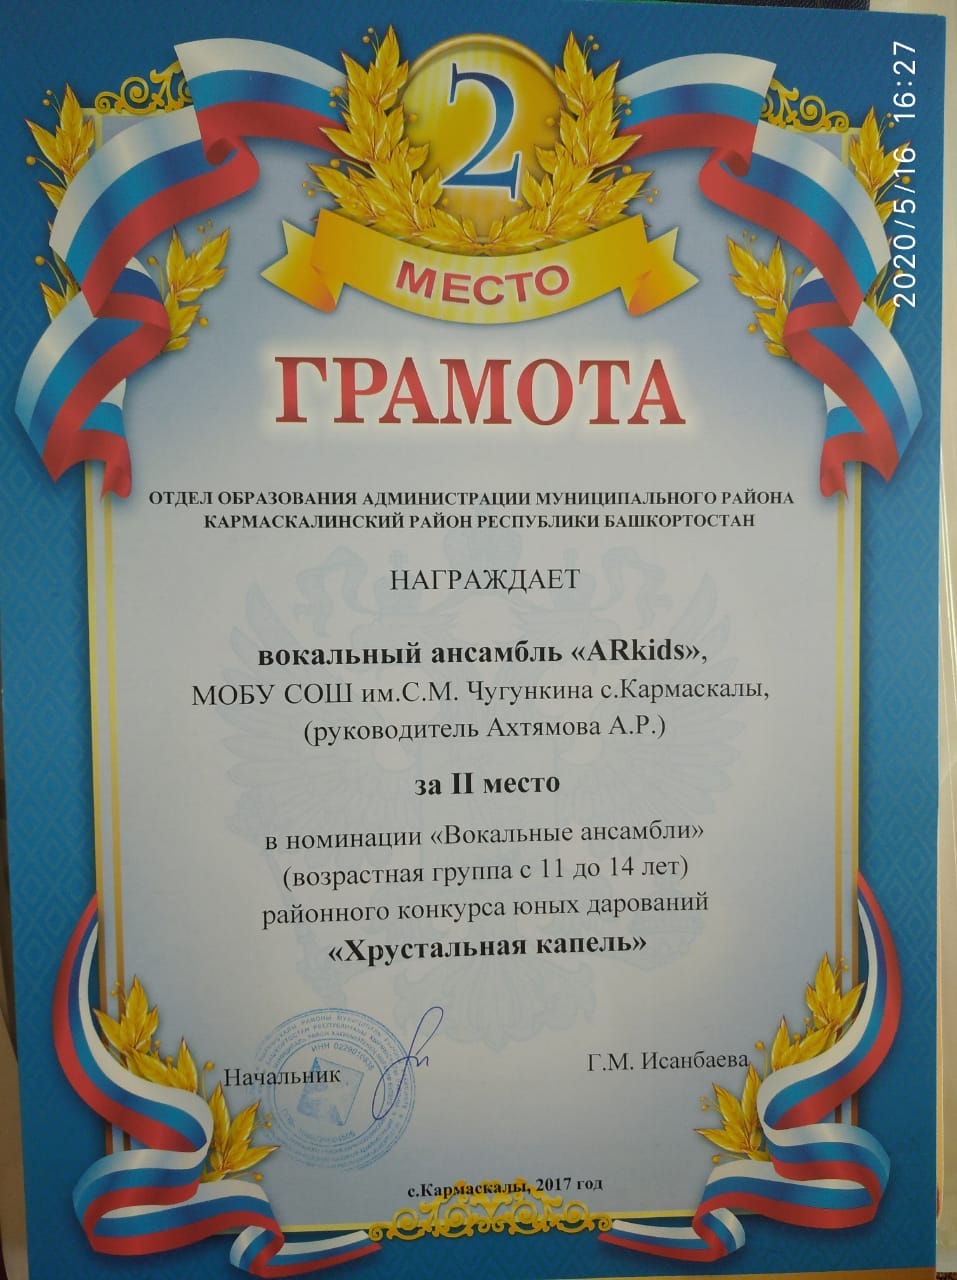 2
МЕСТО
ГРАМОТА
ОТДЕЛ ОБРАЗОВАНИЯ АДМИНИСТРАЦИИ МУНИЦИПАЛЬНОГО РАЙОНА
КАРМАСКАЛИНСКИЙ РАЙОН РЕСПУБЛИКИ БАШКОРТОСТАН
НАГРАЖДАЕТ
вокальный ансамбль «ARkids»,
МОБУ СОШ им.С.М. Чугункина с.Кармаскалы,
(руководитель Ахтямова А.Р.)
за II место
в номинации «Вокальные ансамбли»
(возрастная группа с 11 до 14 лет)
районного конкурса юных дарований
«Хрустальная капель»
Начальник
Г.М. Исанбаева
ИНН
с.Кармаскалы, 2017 год
2020/5/16 16:27